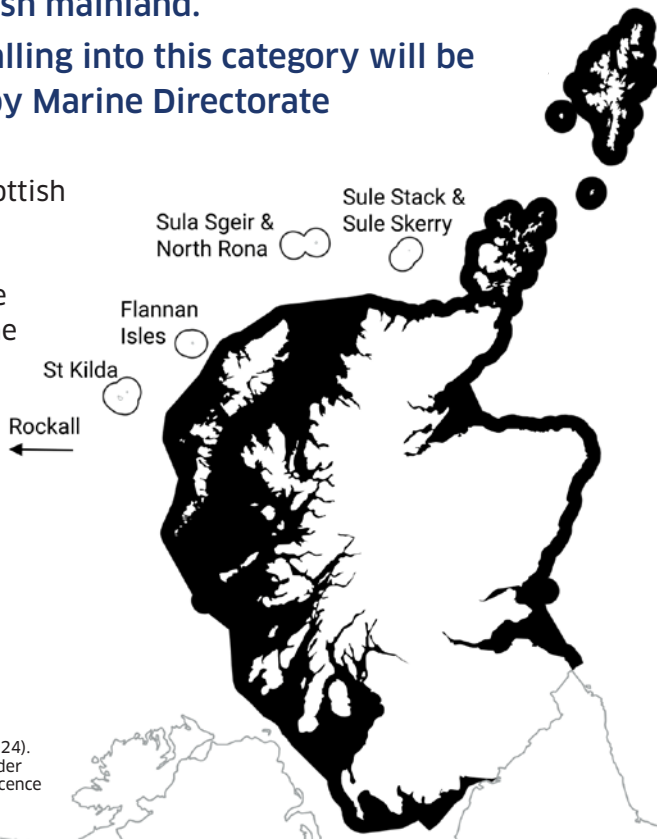 sh mainland.
lling into this category will be
by Marine Directorate
ottish
Sule Stack &
Sule Skerry
Sula Sgeir &
North Rona
e
e
Flannan
Isles
St Kilda
Rockall
24).
der
cence